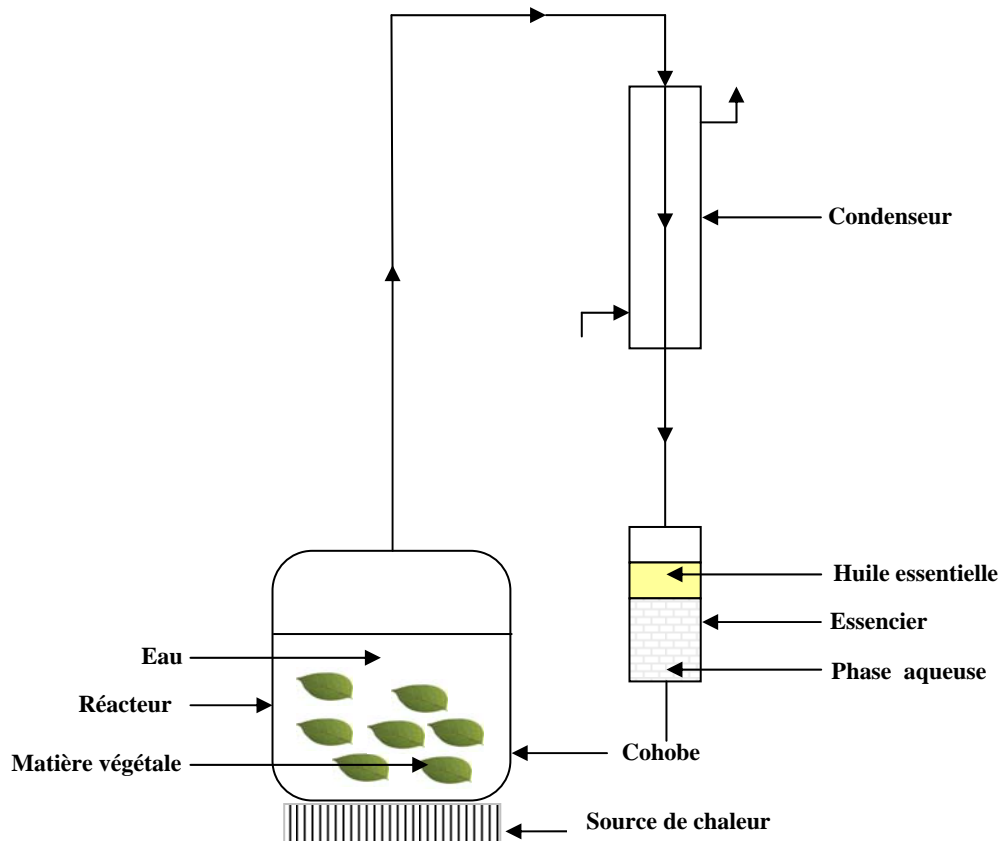 Condenseur
Huile essentielle
Essencier
Eau
Phase aqueuse
Réacteur
Cohobe
Matière végétale
Source de chaleur